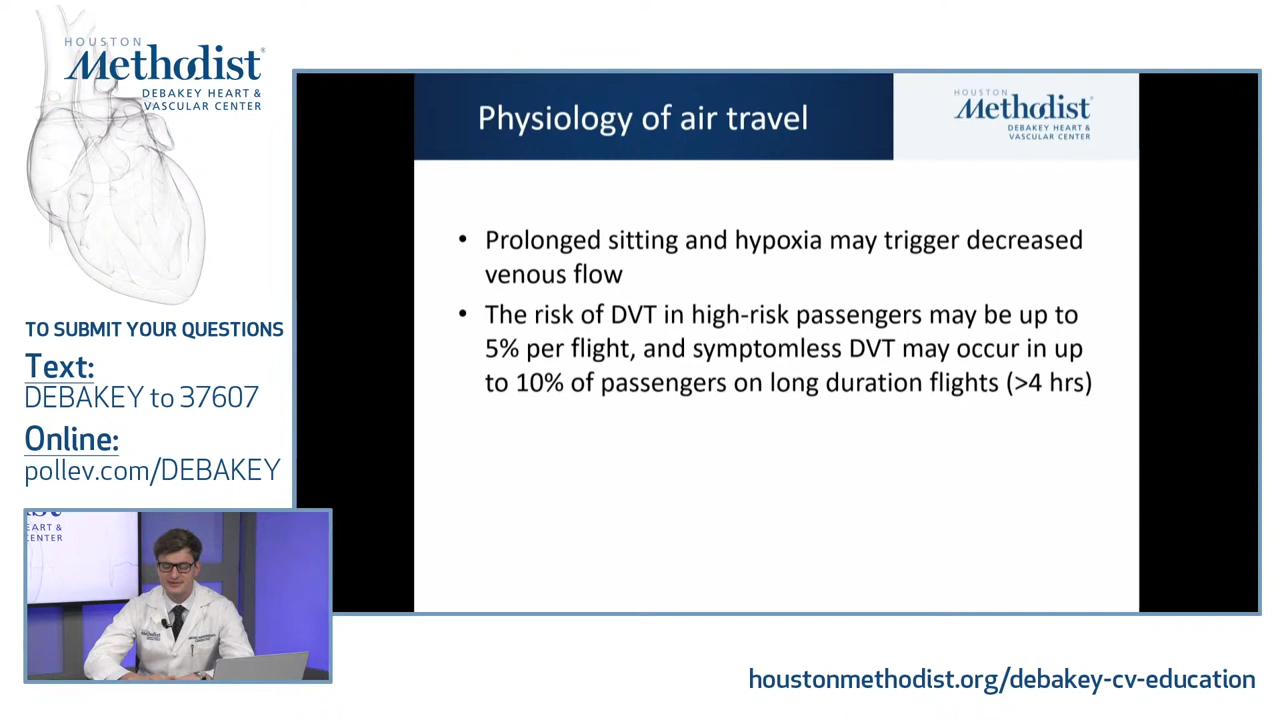 HOUSTON
Methodist
DEBAKEY HEART &
VASCULAR CENTER
TO SUBMIT YOUR QUESTIONS
Text:
DEBAKEY to 37607
Online:
pollev.com/DEBAKEY
Physiology of air travel
HOUSTON
Methodist
DEBAKEY HEART &
VASCULAR CENTER
• Prolonged sitting and hypoxia may trigger decreased
venous flow
• The risk of DVT in high-risk passengers may be up to
5% per flight, and symptomless DVT may occur in up
to 10% of passengers on long duration flights (>4 hrs)
EART &
ENTER
Methodist
houstonmethodist.org/debakey-cv-education